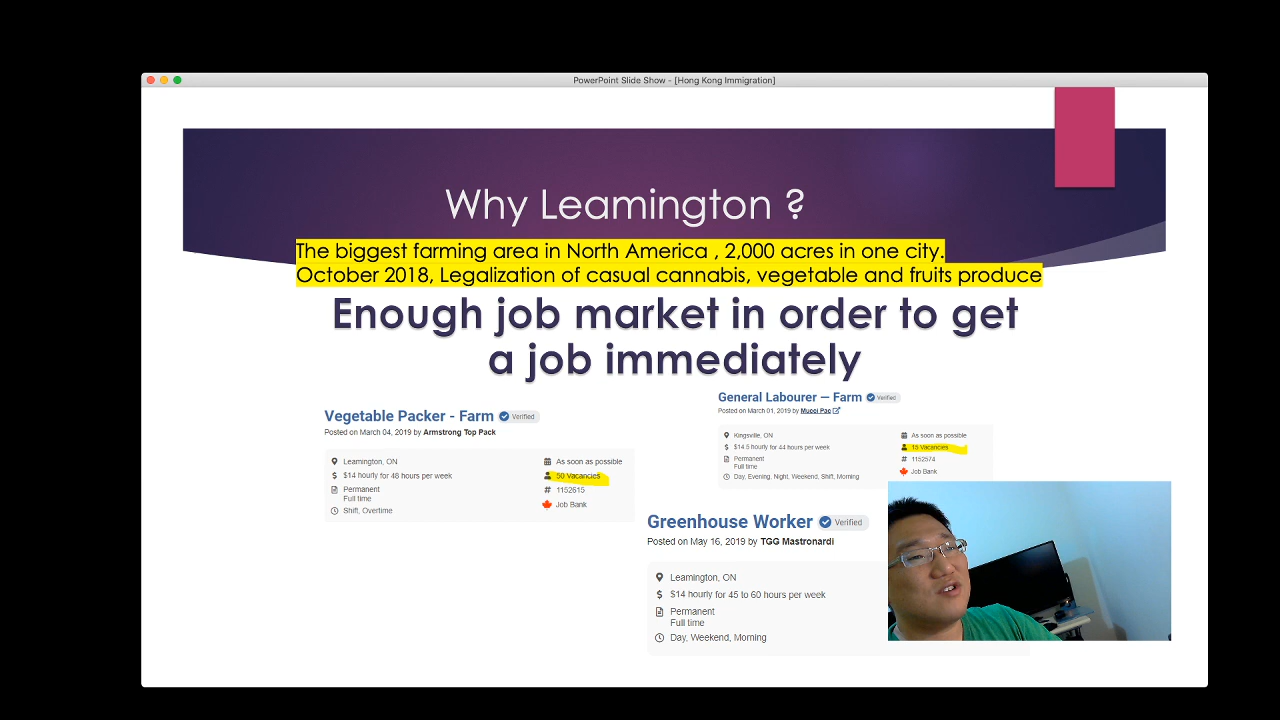 PowerPoint Slide Show - [Hong Kong Immigration]
Why Leamington ?
The biggest farming area in North America , 2,000 acres in one city.
October 2018, Legalization of casual cannabis, vegetable and fruits produce
Enough job market in order to get
a job immediately
Vegetable Packer - Farm Verified
Posted on March 04, 2019 by Armstrong Top Pack
Leamington, ON
$14 hourly for 48 hours per week
Permanent
Full time
Shift, Overtime
As soon as possible
50 Vacancies
# 1152615
Job Bank
General Labourer – Farm Verified
Posted on March 01, 2019 by Mucci Pac
Kingsville, ON
$14.5 hourly for 44 hours per week
Permanent
Full time
Day, Evening, Night, Weekend, Shift, Morning
As soon as possible
15 Vacancies
# 1152574
Job Bank
Greenhouse Worker Verified
Posted on May 16, 2019 by TGG Mastronardi
Leamington, ON
$14 hourly for 45 to 60 hours per week
Permanent
Full time
Day, Weekend, Morning